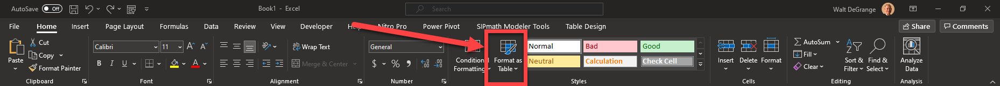 AutoSave Off Book1 - Excel Search Walt DeGrange
File Home Insert Page Layout Formulas Data Review View Developer Help Nitro Pro Power Pivot SIPmath Modeler Tools Table Design Share Comments
Paste
Cut
Copy
Format Painter
Clipboard
Calibri 11 A A
B I U A
Font
ab Wrap Text
Merge & Center
Alignment
General
$ % 9 .00 .00
Number
Conditional
Formatting
Format as
Table
Normal Bad Good
Neutral Calculation Check Cell
Styles
Insert Delete Format
Cells
AutoSum
Fill
Clear
Sort &
Filter
Find &
Select
Editing
Analyze
Data
Analysis